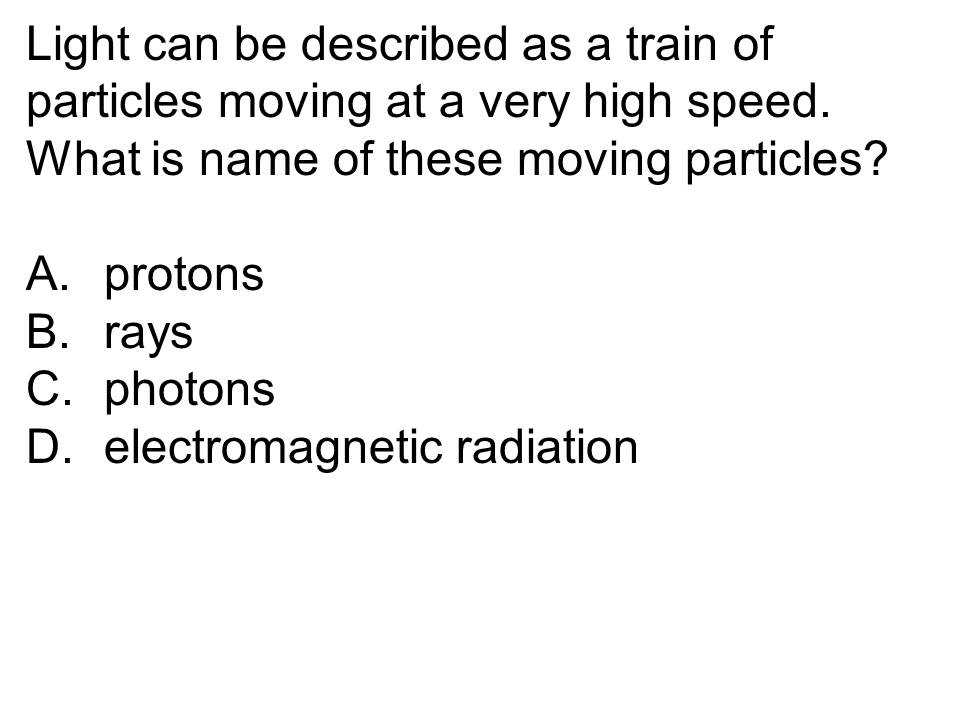 Light can be described as a train of
particles moving at a very high speed.
What is name of these moving particles?
A. protons
B. rays
C. photons
D. electromagnetic radiation